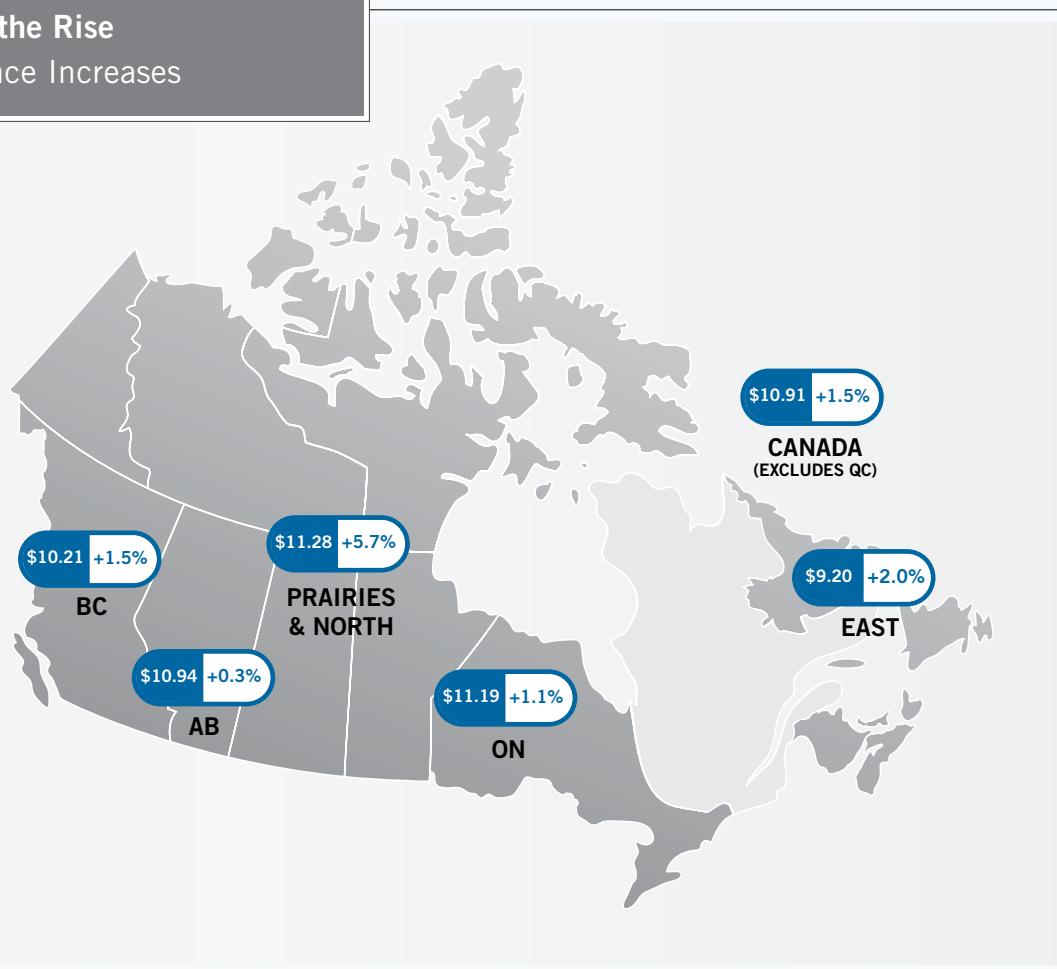 the Rise
Increases
$10.91 +1.5%
CANADA
(EXCLUDES QC)
$10.21 +1.5%
BC
$11.28 +5.7%
PRAIRIES
& NORTH
$9.20 +2.0%
EAST
$10.94 +0.3%
AB
$11.19 +1.1%
ON